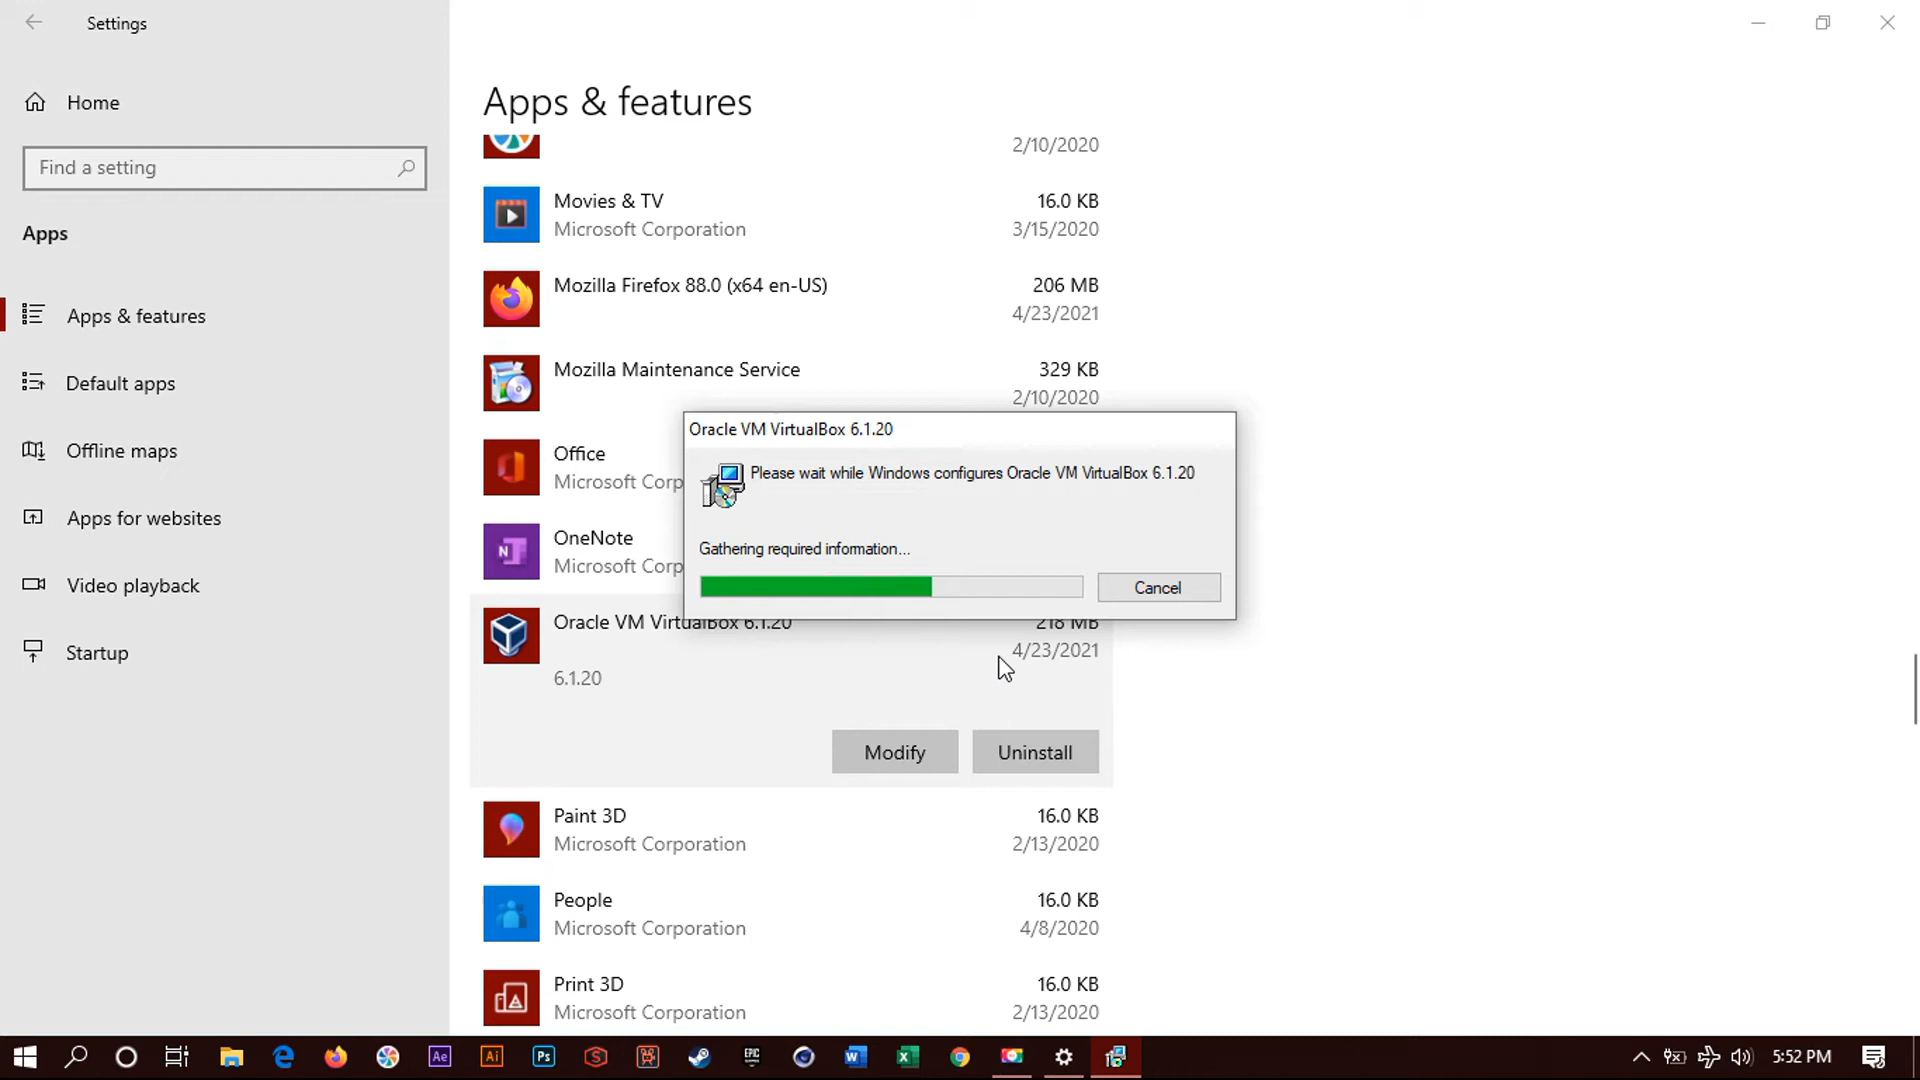 Settings
Home
Find a setting
Apps
Apps & features
Default apps
Offline maps
Apps for websites
Video playback
Startup
Apps & features
2/10/2020
Movies & TV 16.0 KB
Microsoft Corporation 3/15/2020
Mozilla Firefox 88.0 (x64 en-US) 206 MB
4/23/2021
Mozilla Maintenance Service 329 KB
2/10/2020
Office
Microsoft Corp
OneNote
Microsoft Corp
Oracle VM VirtualBox 6.1.20
Please wait while Windows configures Oracle VM VirtualBox 6.1.20
Gathering required information...
Cancel
Oracle VM VirtualBox 6.1.20 218 MB
4/23/2021
6.1.20
Modify Uninstall
Paint 3D 16.0 KB
Microsoft Corporation 2/13/2020
People 16.0 KB
Microsoft Corporation 4/8/2020
Print 3D 16.0 KB
Microsoft Corporation 2/13/2020
Ae Ai Ps S EPIC W X 5:52 PM